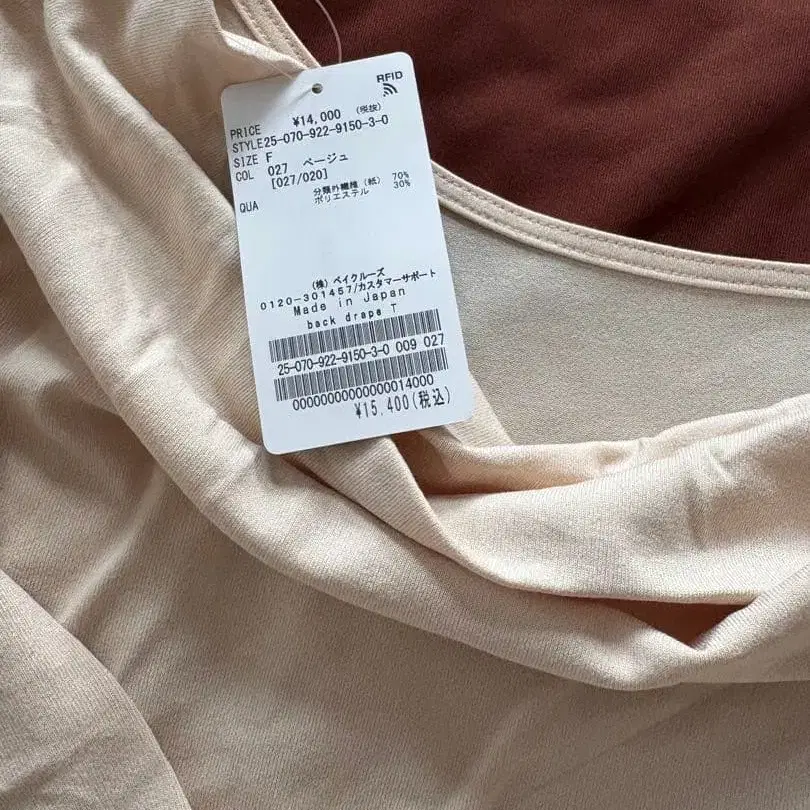 RFID
PRICE ¥14,000 (税抜)
STYLE25-070-922-9150-3-0
SIZE F
COL 027 ベージュ
[027/020]
分類外繊維 (紙) 70%
QUA ポリエステル 30%
(株) ベイクルーズ
0120-301457/カスタマーサポート
Made in Japan
back drape T
25-070-922-9150-3-0 009 027
0000000000000014000
¥15,400(税込)